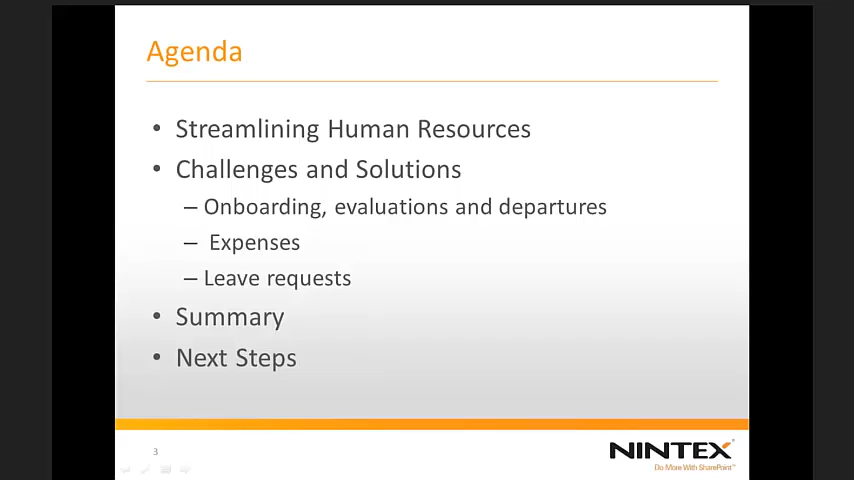 Agenda
• Streamlining Human Resources
• Challenges and Solutions
– Onboarding, evaluations and departures
– Expenses
– Leave requests
• Summary
• Next Steps
3
NINTEX
Do More With SharePoint™